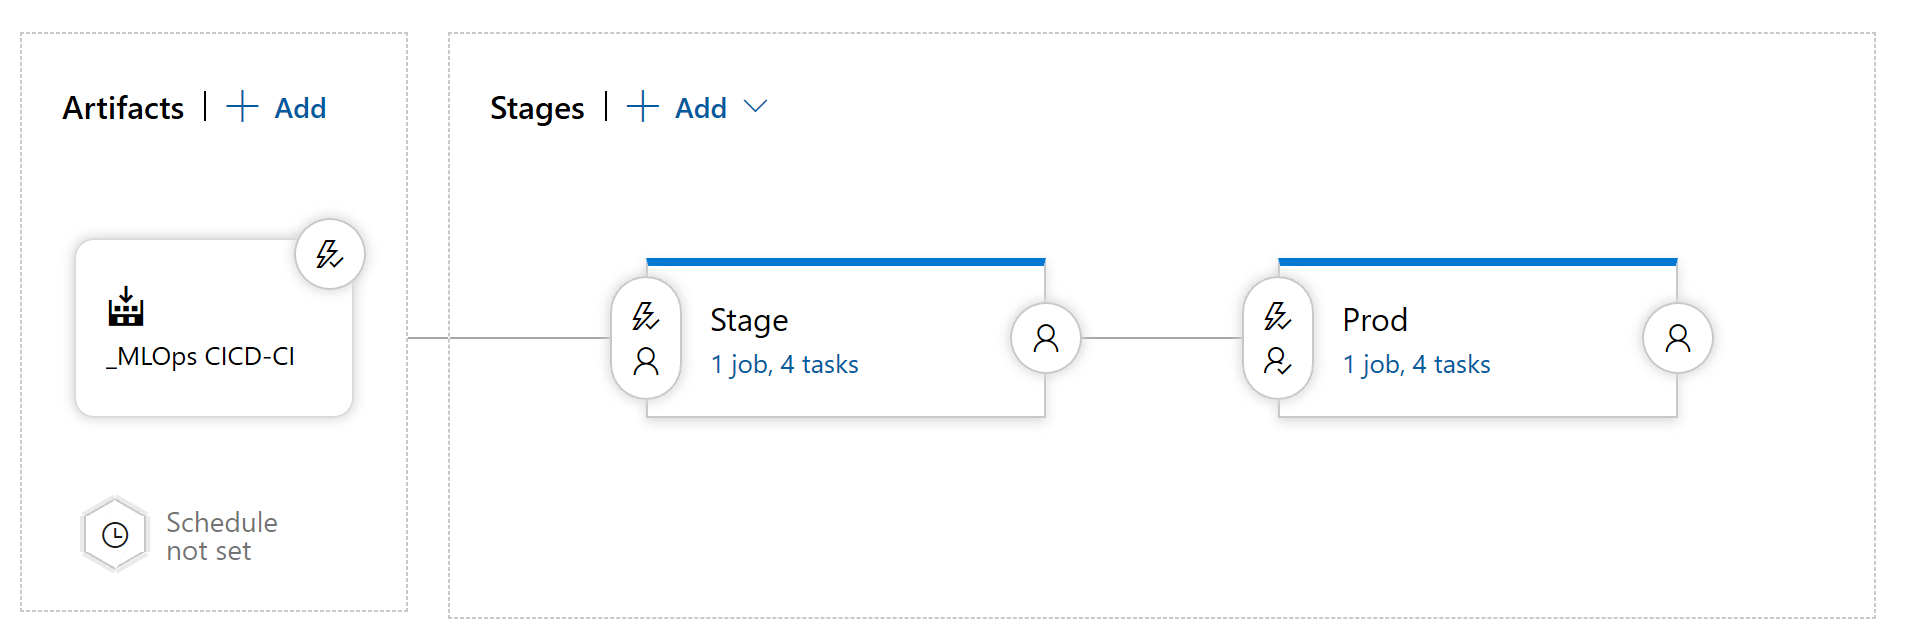 Artifacts | + Add
Stages | + Add
_MLOps CICD-CI
Schedule
not set
Stage
1 job, 4 tasks
Prod
1 job, 4 tasks